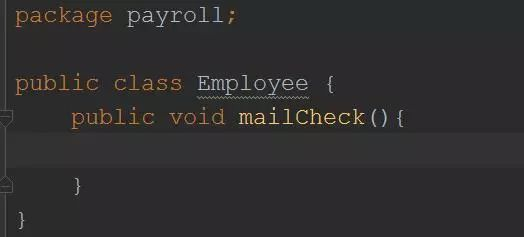 package payroll;
public class Employee {
public void mailCheck(){
}
}